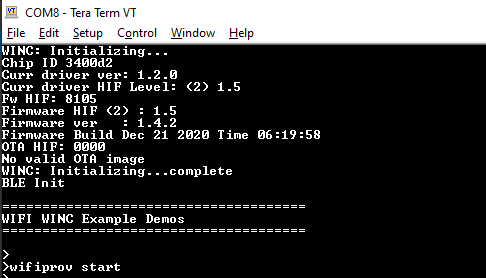 COM8 - Tera Term VT
VT
File Edit Setup Control Window Help
WINC: Initializing...
Chip ID 3400d2
Curr driver ver: 1.2.0
Curr driver HIF Level: (2) 1.5
Fw HIF: 8105
Firmware HIF (2) : 1.5
Firmware ver   : 1.4.2
Firmware Build Dec 21 2020 Time 06:19:58
OTA HIF: 0000
No valid OTA image
WINC: Initializing...complete
BLE Init
======================================
WIFI WINC Example Demos
======================================
>
>wifiprov start
>